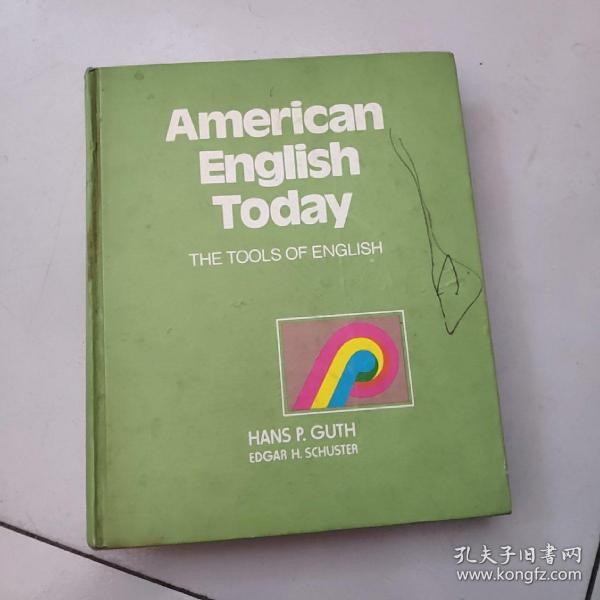 American
English
Today
THE TOOLS OF ENGLISH
HANS P. GUTH
EDGAR H. SCHUSTER
孔夫子旧书网
www.kongfz.com